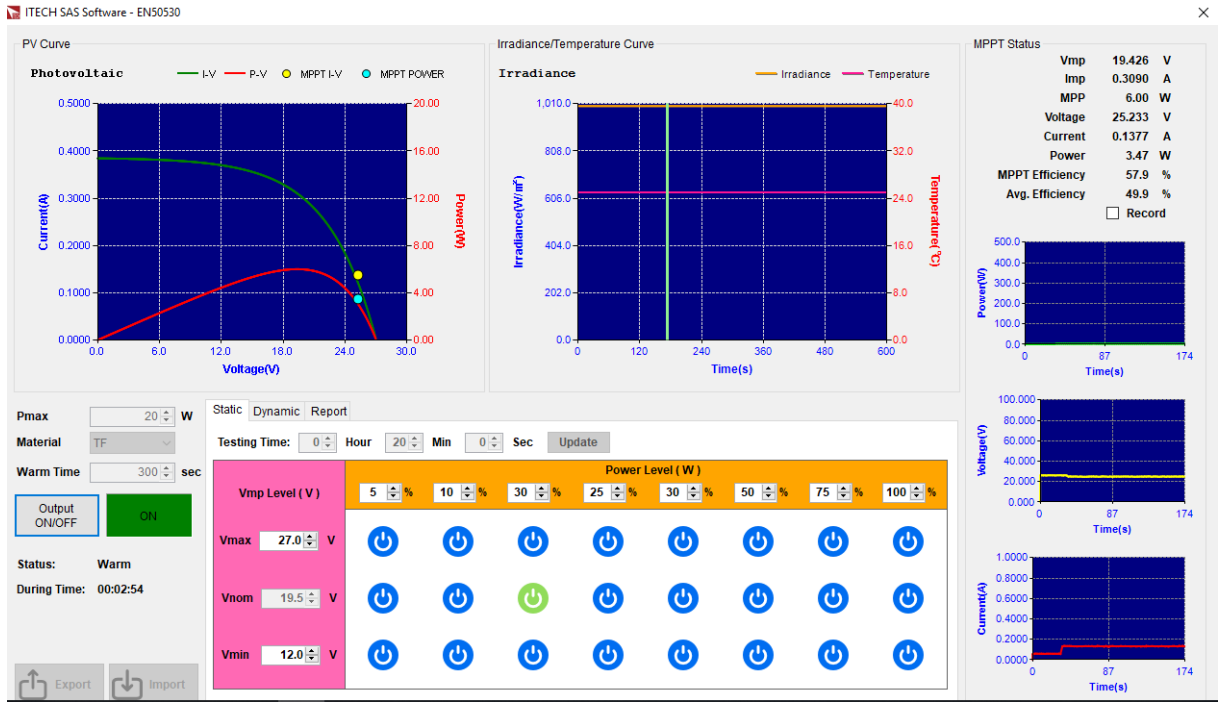 ITECH SAS Software - EN50530
PV Curve
Photovoltaic
I-V P-V MPPT I-V MPPT POWER
0.5000
0.4000
0.3000
0.2000
0.1000
0.0000
Current(A)
20.00
16.00
12.00
8.00
4.00
0.00
Power(W)
0.0 6.0 12.0 18.0 24.0 30.0
Voltage(V)
Irradiance/Temperature Curve
Irradiance
Irradiance Temperature
1,010.0
808.0
606.0
404.0
202.0
0.0
Irradiance(W/m²)
40.0
32.0
24.0
16.0
8.0
0.0
Temperature(℃)
0 120 240 360 480 600
Time(s)
MPPT Status
Vmp 19.426 V
Imp 0.3090 A
MPP 6.00 W
Voltage 25.233 V
Current 0.1377 A
Power 3.47 W
MPPT Efficiency 57.9 %
Avg. Efficiency 49.9 %
Record
500.0
400.0
300.0
200.0
100.0
0.0
Power(W)
0 87 174
Time(s)
100.000
80.000
60.000
40.000
20.000
0.000
Voltage(V)
0 87 174
Time(s)
1.0000
0.8000
0.6000
0.4000
0.2000
0.0000
Current(A)
0 87 174
Time(s)
Pmax 20 W
Material TF
Warm Time 300 sec
Output
ON/OFF
ON
Status: Warm
During Time: 00:02:54
Export Import
Static Dynamic Report
Testing Time: 0 Hour 20 Min 0 Sec Update
Vmp Level ( V )
Power Level ( W )
5 % 10 % 30 % 25 % 30 % 50 % 75 % 100 %
Vmax 27.0 V
Vnom 19.5 V
Vmin 12.0 V